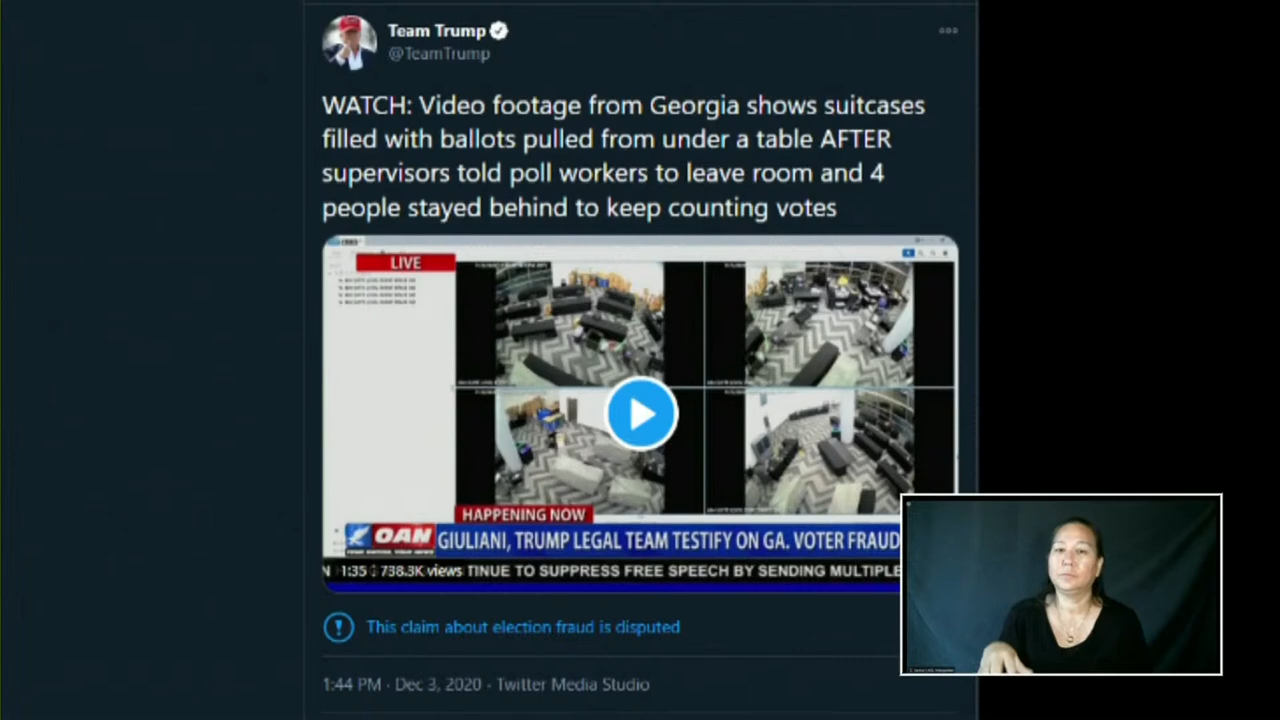 Team Trump
@TeamTrump
WATCH: Video footage from Georgia shows suitcases
filled with ballots pulled from under a table AFTER
supervisors told poll workers to leave room and 4
people stayed behind to keep counting votes
LIVE
HAPPENING NOW
OAN
GIULIANI, TRUMP LEGAL TEAM TESTIFY ON GA. VOTER FRAUD
N 1:35 738.3K views TINUE TO SUPPRESS FREE SPEECH BY SENDING MULTIPLE
This claim about election fraud is disputed
1:44 PM · Dec 3, 2020 · Twitter Media Studio